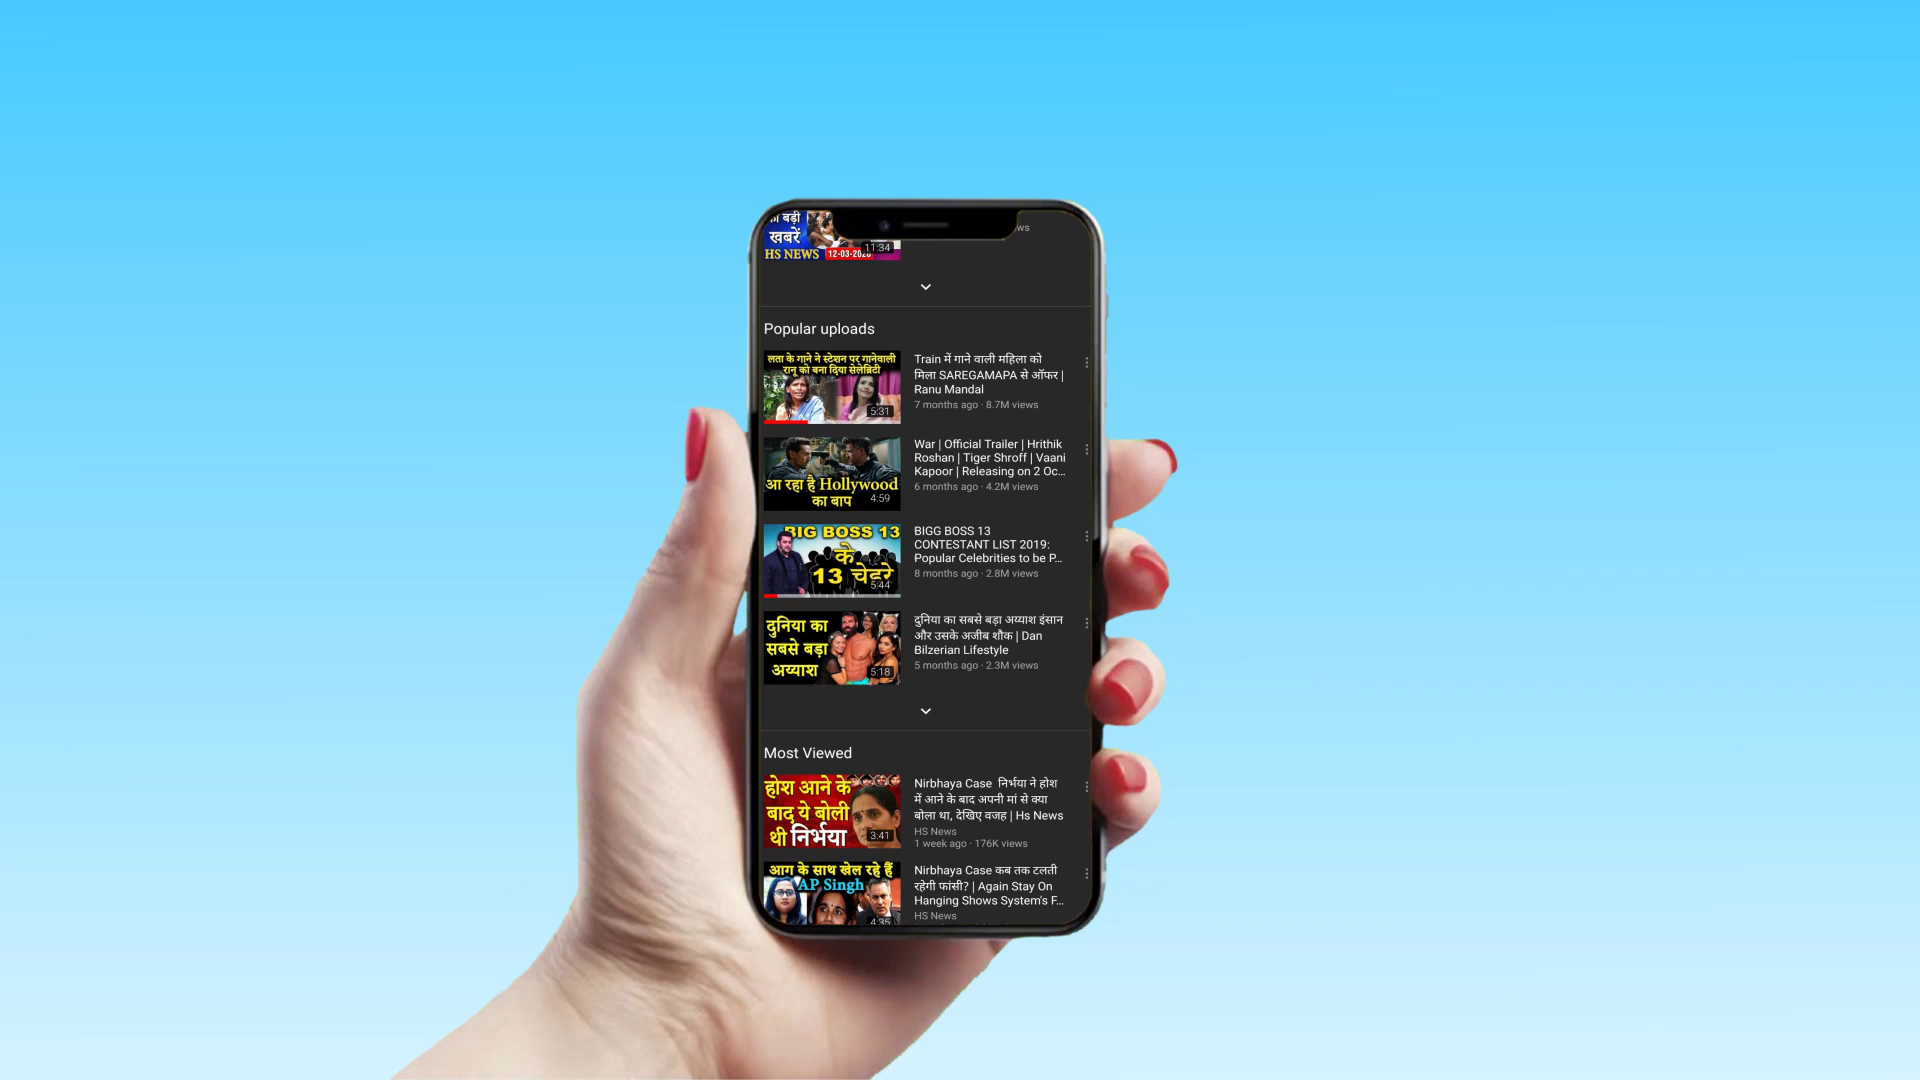 बड़ी
खबरें
HS NEWS
12-03-2020
11:34
ws
Popular uploads
लता के गाने ने स्टेशन पर गानेवाली
रानू को बना दिया सेलेब्रिटी
5:31
Train में गाने वाली महिला को
मिला SAREGAMAPA से ऑफर |
Ranu Mandal
7 months ago · 8.7M views
आ रहा है Hollywood
का बाप
4:59
War | Official Trailer | Hrithik
Roshan | Tiger Shroff | Vaani
Kapoor | Releasing on 2 Oc...
6 months ago · 4.2M views
BIG BOSS 13
के
13 चेहरे
5:44
BIGG BOSS 13
CONTESTANT LIST 2019:
Popular Celebrities to be P...
8 months ago · 2.8M views
दुनिया का
सबसे बड़ा
अय्याश
5:18
दुनिया का सबसे बड़ा अय्याश इंसान
और उसके अजीब शौक | Dan
Bilzerian Lifestyle
5 months ago · 2.3M views
Most Viewed
होश आने के
बाद ये बोली
थी निर्भया
3:41
Nirbhaya Case निर्भया ने होश
में आने के बाद अपनी मां से क्या
बोला था, देखिए वजह | Hs News
HS News
1 week ago · 176K views
आग के साथ खेल रहे हैं
AP Singh
4:35
Nirbhaya Case कब तक टलती
रहेगी फांसी? | Again Stay On
Hanging Shows System's F...
HS News